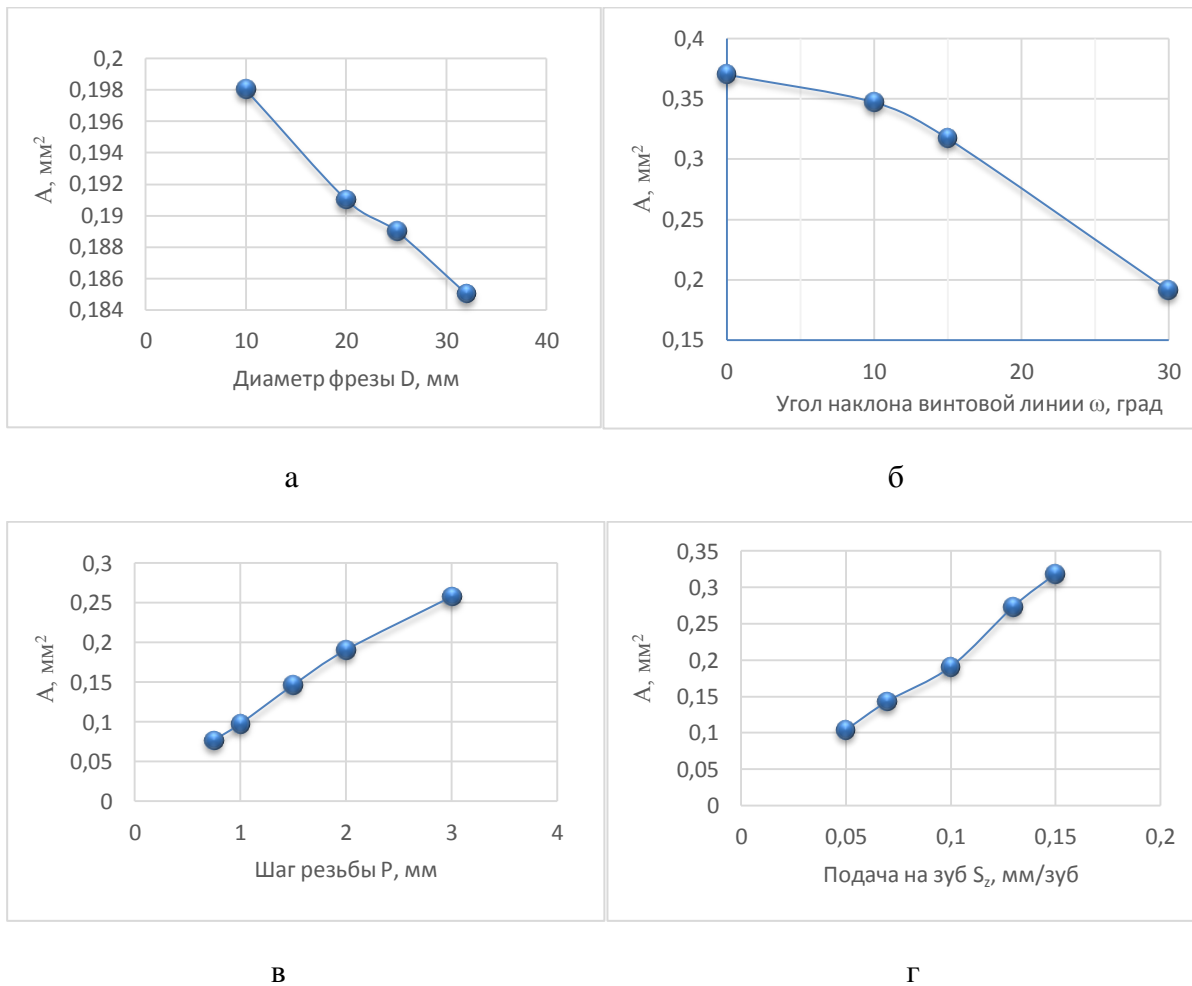 0,2
0,198
0,196
0,194
0,192
0,19
0,188
0,186
0,184
А, мм²
0 10 20 30 40
Диаметр фрезы D, мм
а
0,4
0,35
0,3
0,25
0,2
0,15
А, мм²
0 10 20 30
Угол наклона винтовой линии ω, град
б
0,3
0,25
0,2
0,15
0,1
0,05
0
А, мм²
0 1 2 3 4
Шаг резьбы P, мм
в
0,35
0,3
0,25
0,2
0,15
0,1
0,05
0
А, мм²
0 0,05 0,1 0,15 0,2
Подача на зуб S_z, мм/зуб
г